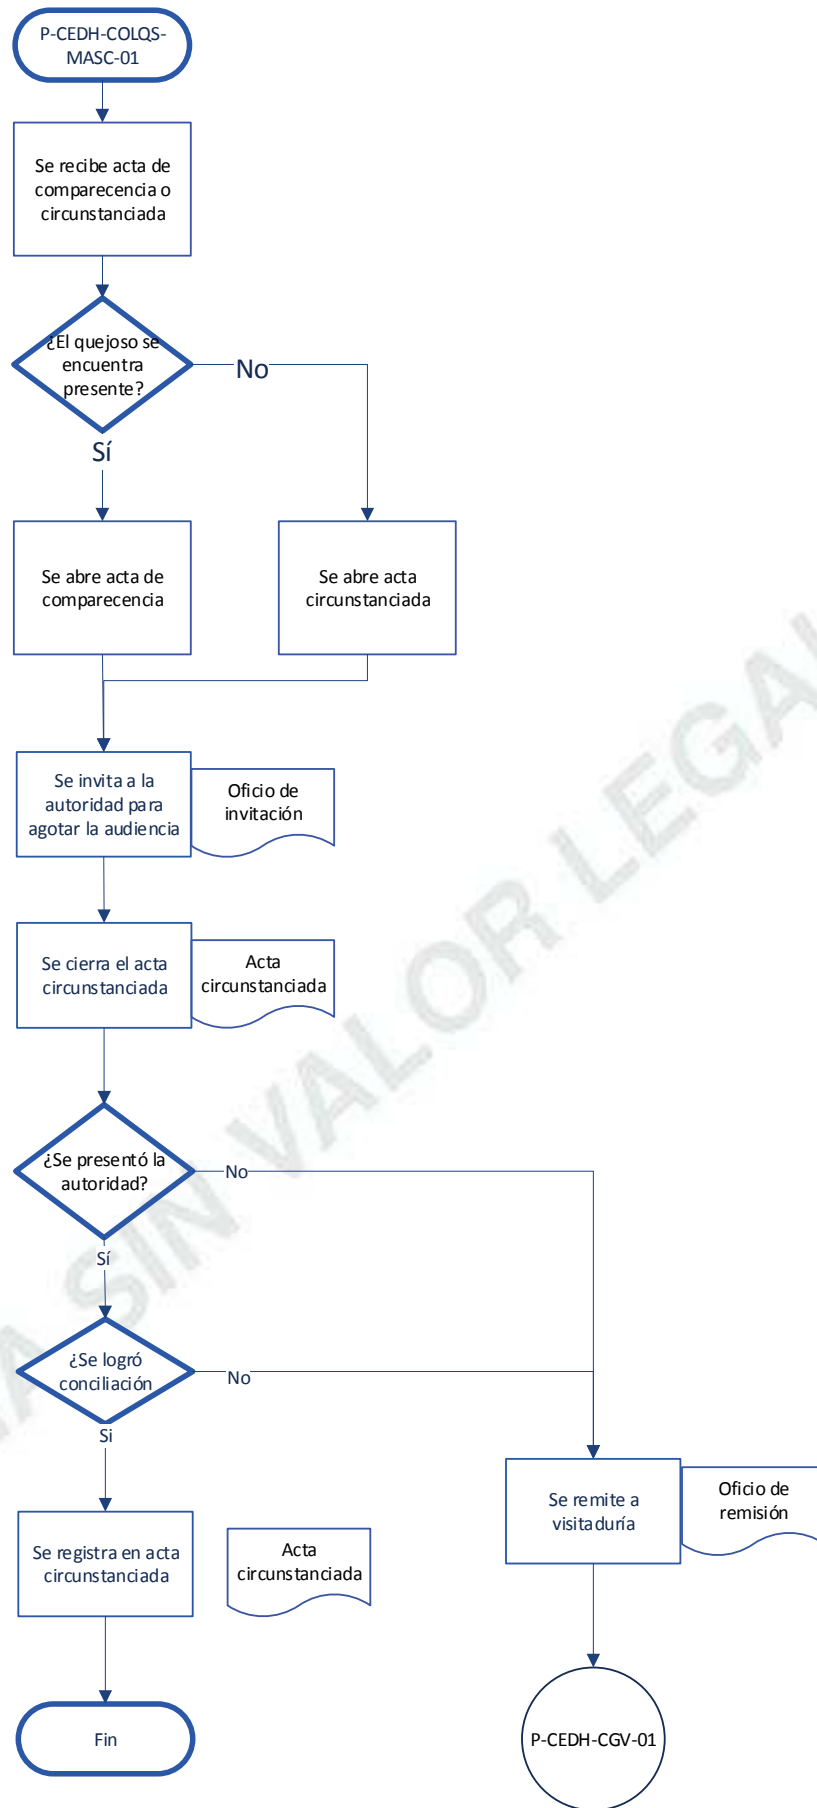 P-CEDH-COLQS-
MASC-01
Se recibe acta de
comparecencia o
circunstanciada
¿El quejoso se
encuentra
presente?
No
Sí
Se abre acta de
comparecencia
Se abre acta
circunstanciada
Se invita a la
autoridad para
agotar la audiencia
Oficio de
invitación
Se cierra el acta
circunstanciada
Acta
circunstanciada
¿Se presentó la
autoridad?
No
Sí
¿Se logró
conciliación
No
Si
Se remite a
visitaduría
Oficio de
remisión
Se registra en acta
circunstanciada
Acta
circunstanciada
Fin
P-CEDH-CGV-01
SIN VALOR LEGAL